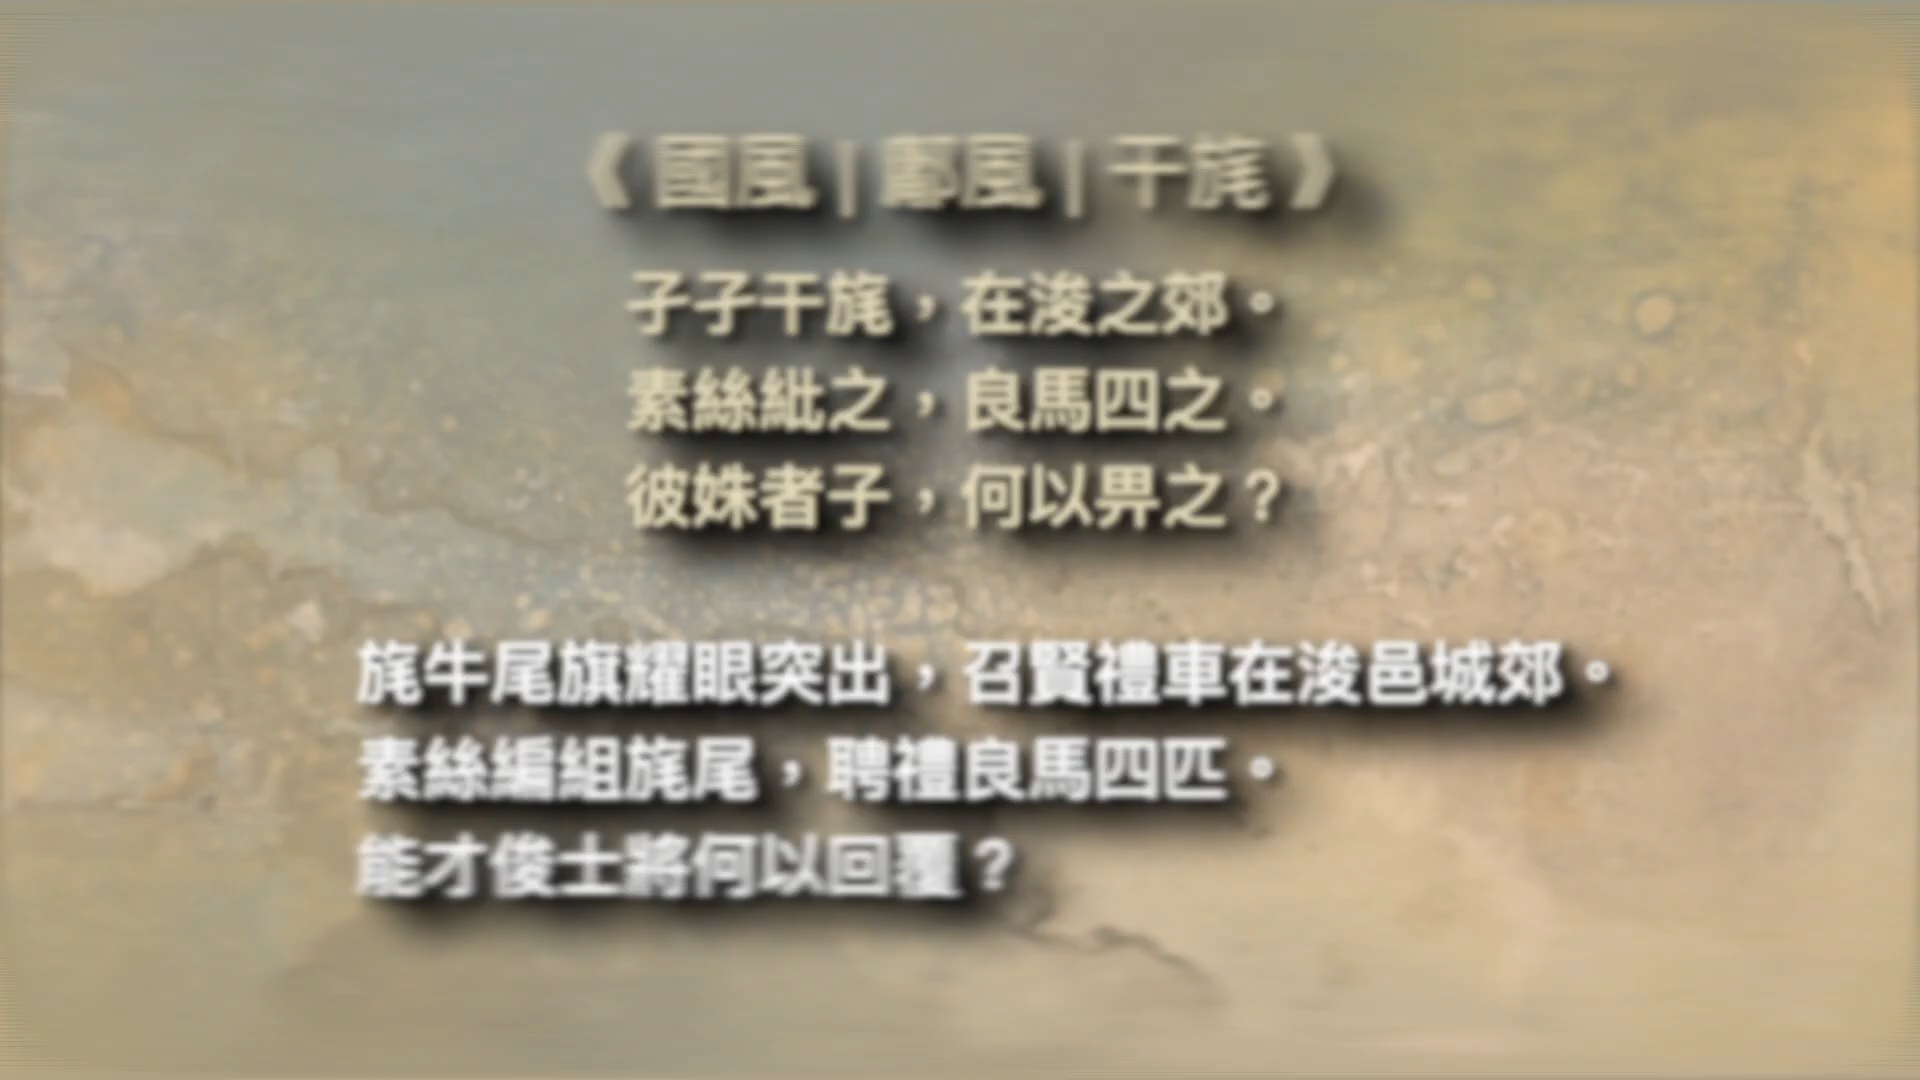 《國風|鄘風|干旄》
孑孑干旄，在浚之郊。
素絲紕之，良馬四之。
彼姝者子，何以畀之？
旄牛尾旗耀眼突出，召賢禮車在浚邑城郊。
素絲編組旄尾，聘禮良馬四匹。
能才俊士將何以回覆？